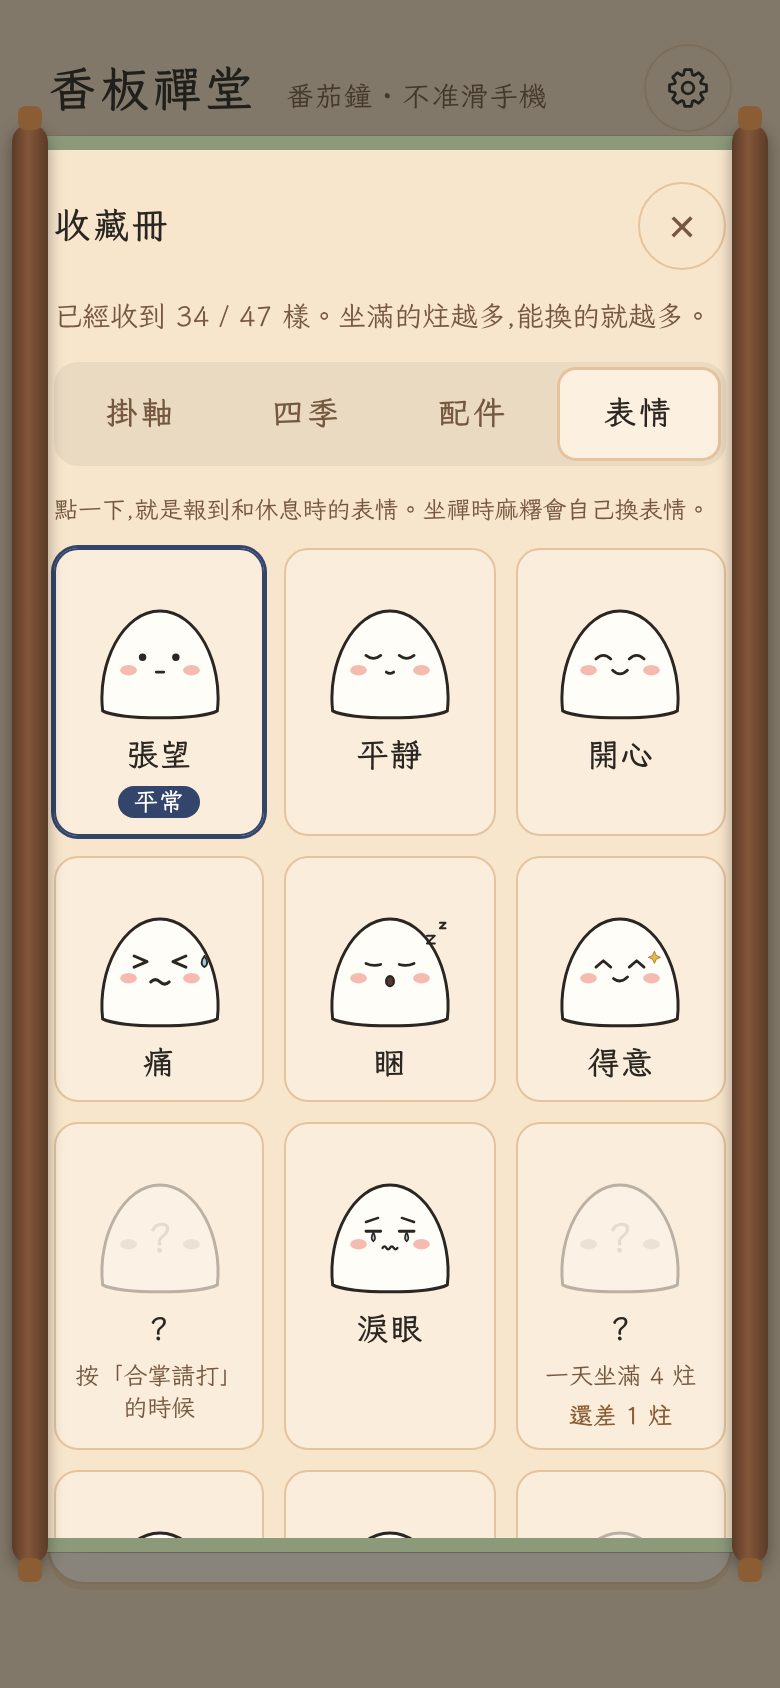 香板禪堂 番茄鐘・不准滑手機
收藏冊
已經收到 34 / 47 樣。坐滿的炷越多,能換的就越多。
掛軸 四季 配件 表情
點一下,就是報到和休息時的表情。坐禪時麻糬會自己換表情。
張望 平靜 開心
平常
z
z
痛 睏 得意
? ?
? 淚眼 ?
按「合掌請打」 一天坐滿 4 炷
的時候 還差 1 炷